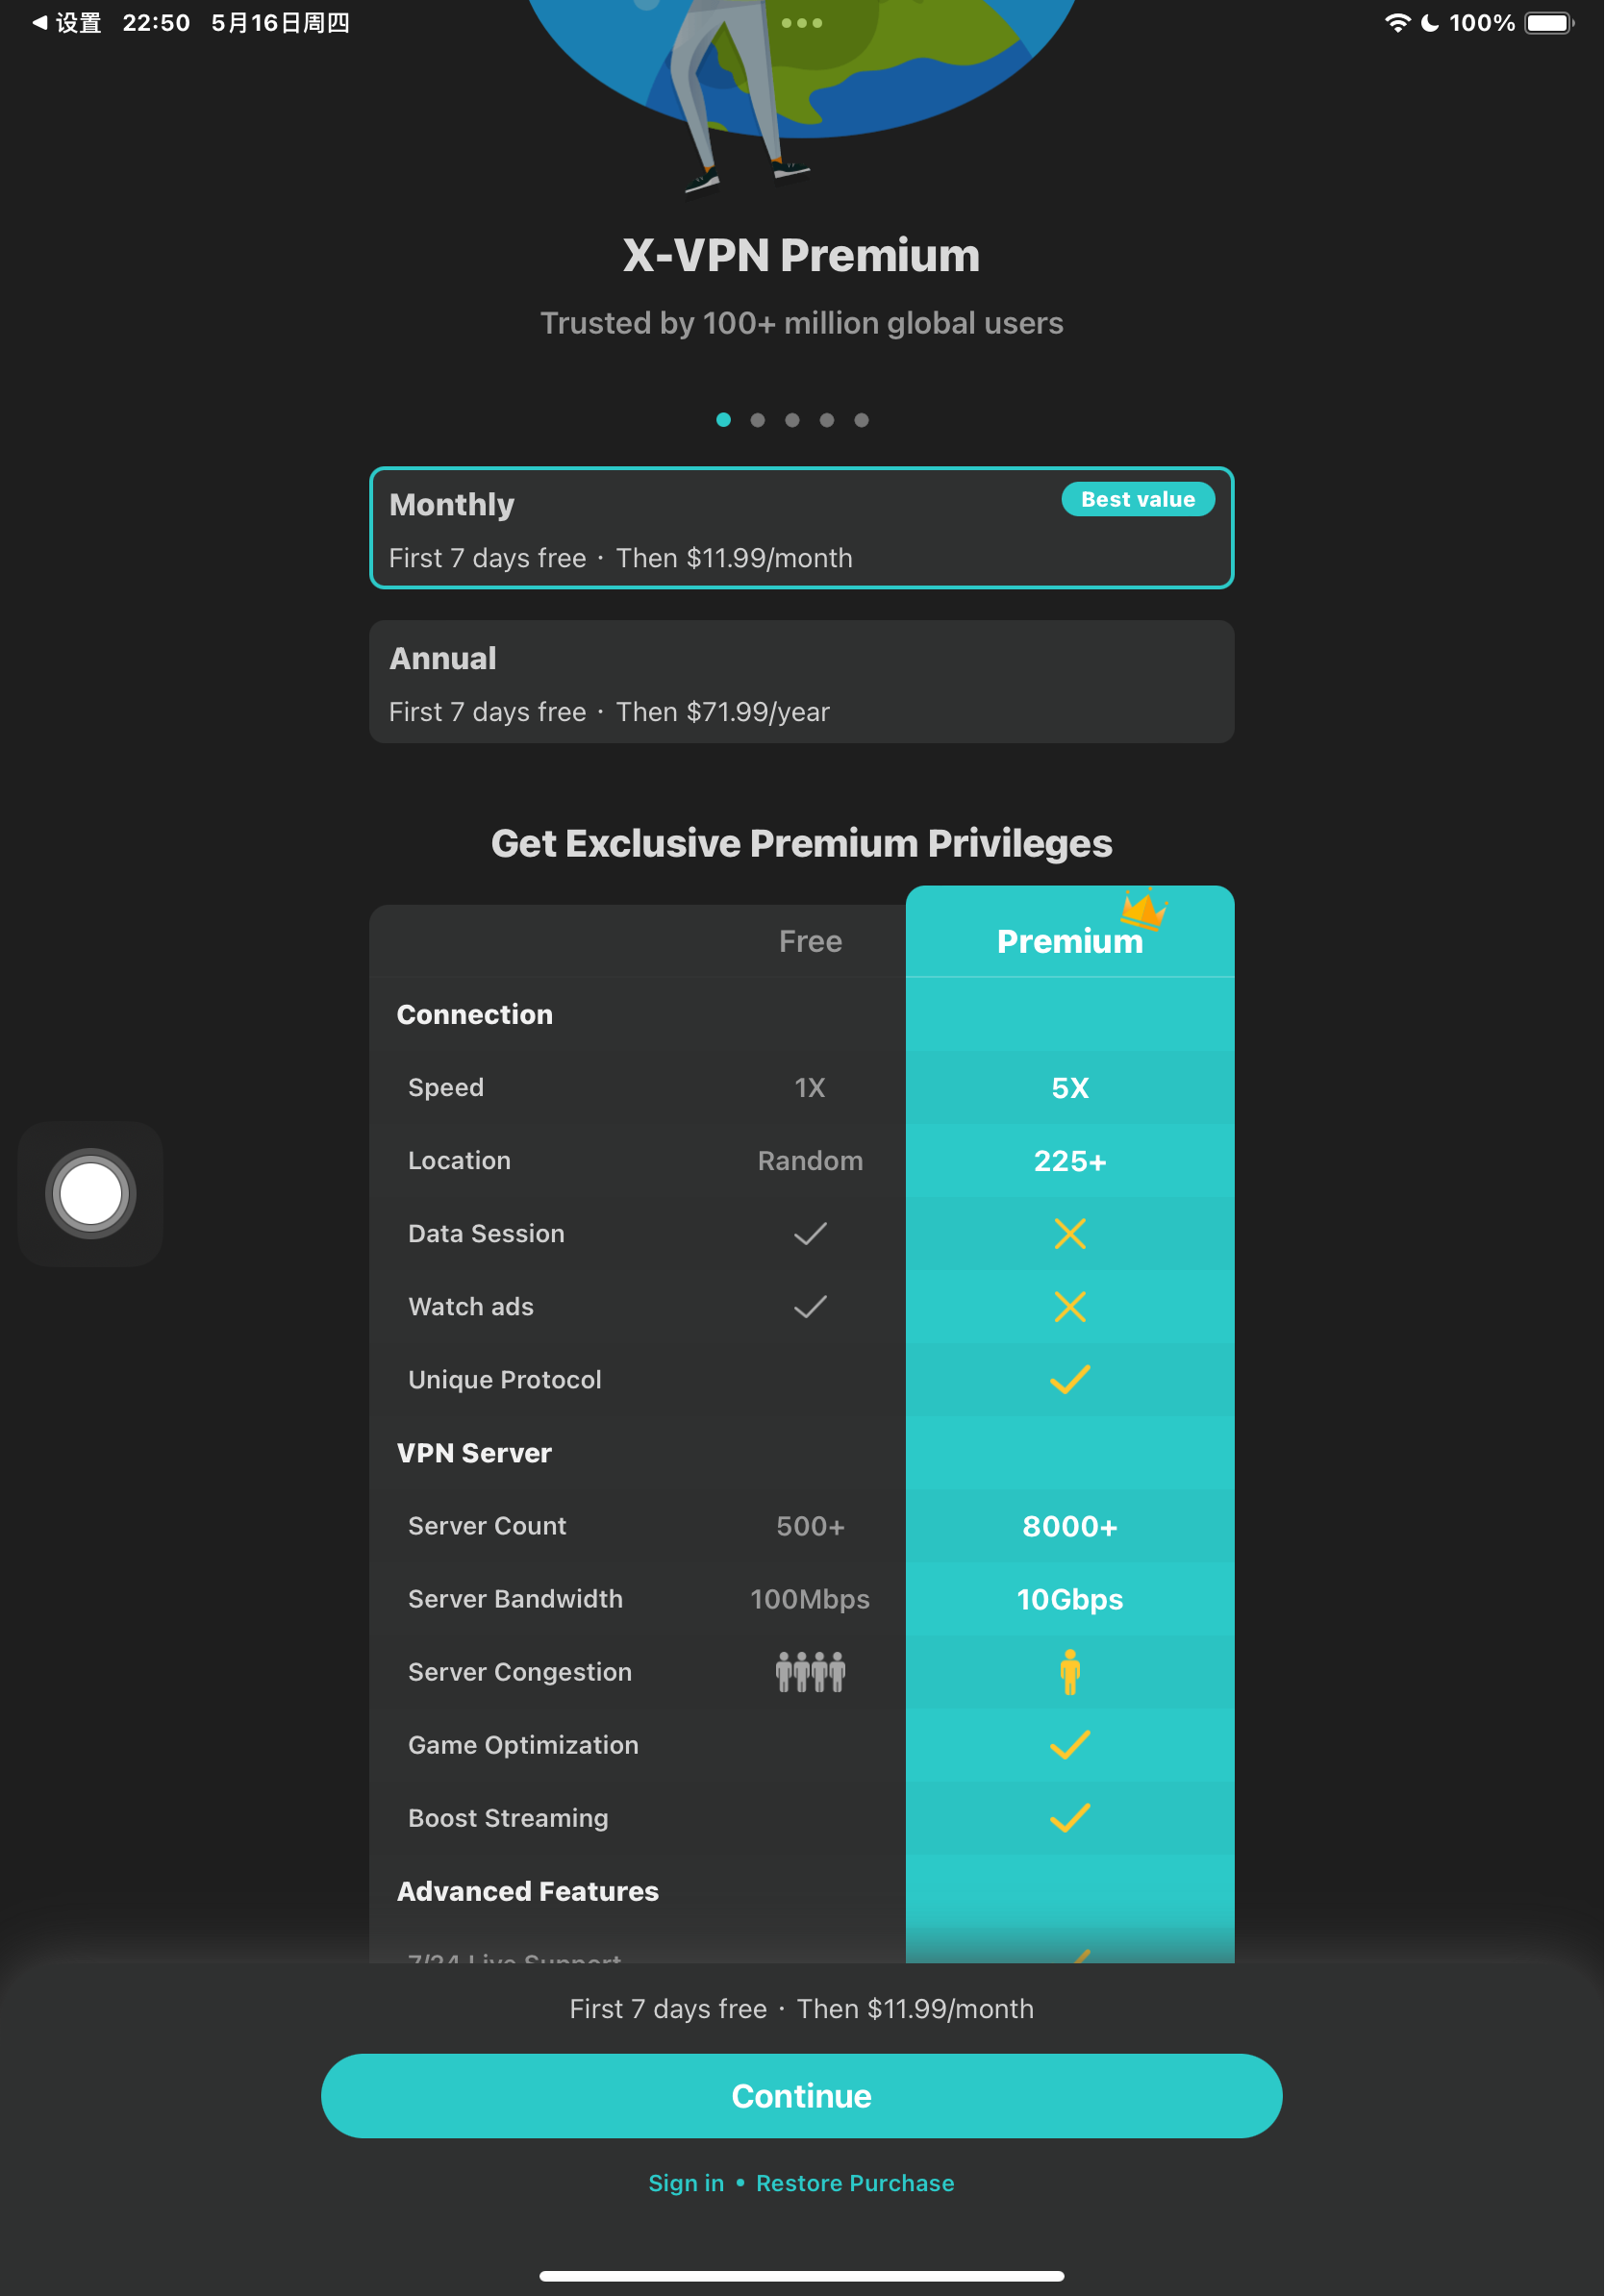 设置 22:50 5月16日周四
100%
X-VPN Premium
Trusted by 100+ million global users
Monthly
Best value
First 7 days free · Then $11.99/month
Annual
First 7 days free · Then $71.99/year
Get Exclusive Premium Privileges
Free Premium
Connection
Speed 1X 5X
Location Random 225+
Data Session
Watch ads
Unique Protocol
VPN Server
Server Count 500+ 8000+
Server Bandwidth 100Mbps 10Gbps
Server Congestion
Game Optimization
Boost Streaming
Advanced Features
7/24 Live Support
First 7 days free · Then $11.99/month
Continue
Sign in • Restore Purchase